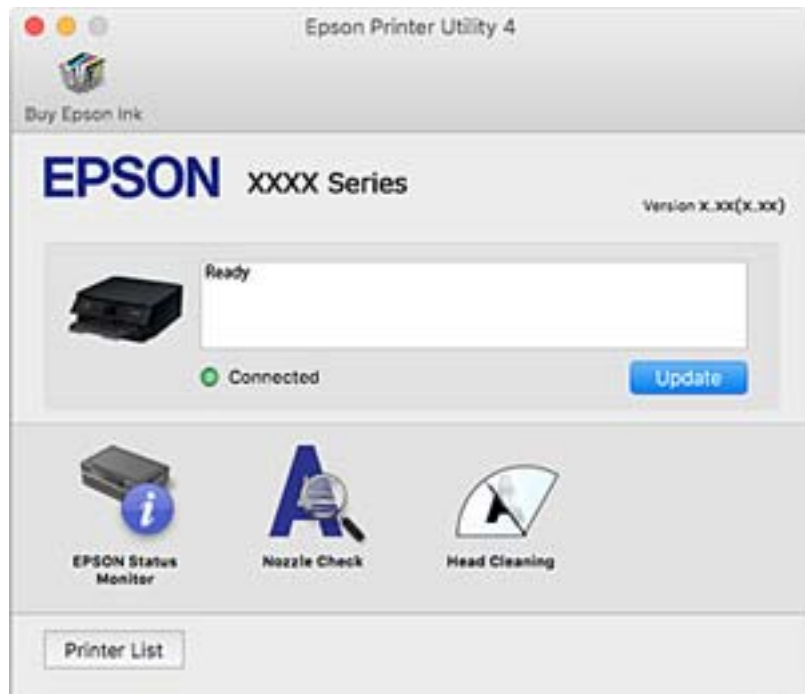 Epson Printer Utility 4
Buy Epson Ink
EPSON XXXX Series
Version x.xx(x.xx)
Ready
Connected
Update
EPSON Status
Monitor
Nozzle Check
Head Cleaning
Printer List